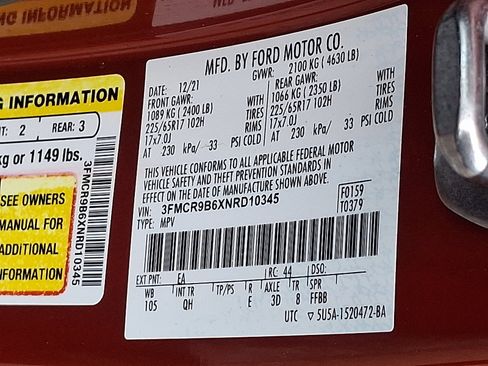 NG INFORMATION
G INFORMATION
NT: 2 REAR: 3
kg or 1149 lbs.
SEE OWNERS
MANUAL FOR
ADDITIONAL
INFORMATION
3FMCR9B6XNRD10345
MFD. BY FORD MOTOR CO.
DATE: 12/21 GVWR: 2100 KG ( 4630 LB)
FRONT GAWR: REAR GAWR:
1089 KG ( 2400 LB) WITH 1066 KG ( 2350 LB) WITH
225/65R17 102H TIRES 225/65R17 102H TIRES
17x7.0J RIMS 17x7.0J RIMS
AT 230 kPa/ 33 PSI COLD AT 230 kPa/ 33 PSI COLD
THIS VEHICLE CONFORMS TO ALL APPLICABLE FEDERAL MOTOR
VEHICLE SAFETY AND THEFT PREVENTION STANDARDS IN
EFFECT ON THE DATE OF MANUFACTURE SHOWN ABOVE.
VIN: 3FMCR9B6XNRD10345 F0159
TYPE: MPV T0379
EXT PNT: EA RC: 44 DSO:
WB INT TR TP/PS R AXLE TR SPR
105 QH E 3D 8 FFBB
UTC ▽ 5U5A-1520472-BA